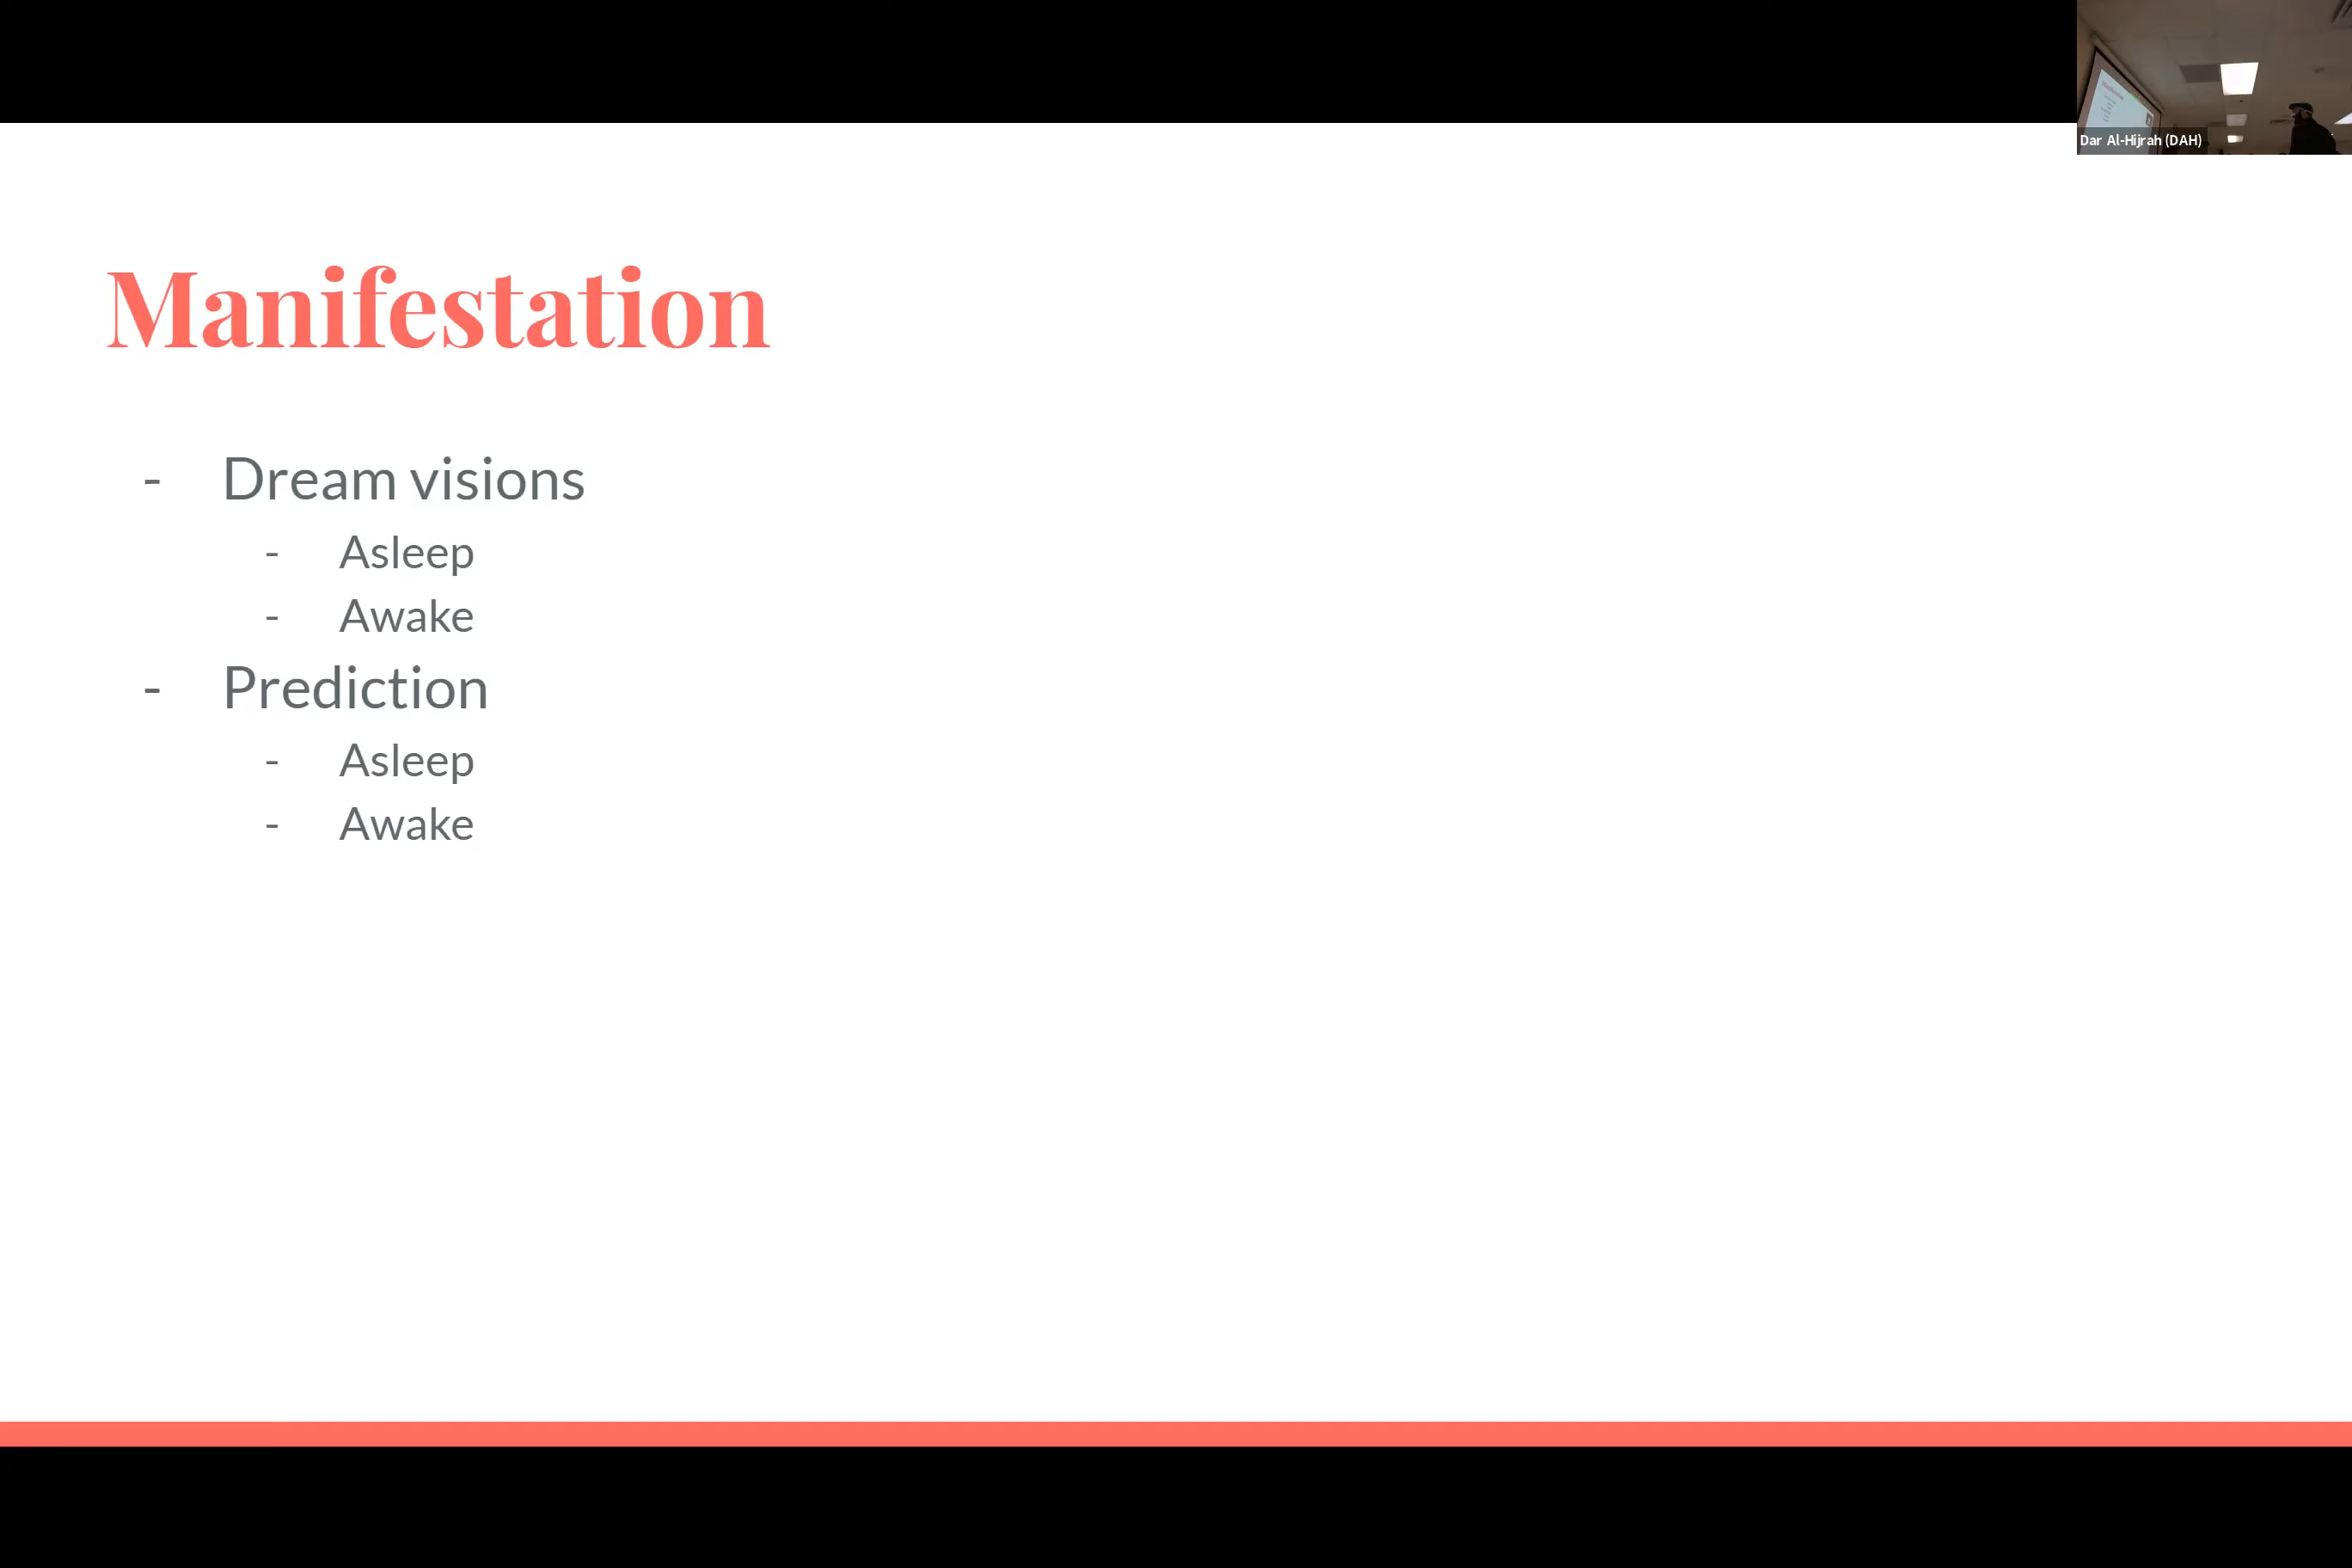 Dar Al-Hijrah (DAH)
Manifestation
- Dream visions
- Asleep
- Awake
- Prediction
- Asleep
- Awake